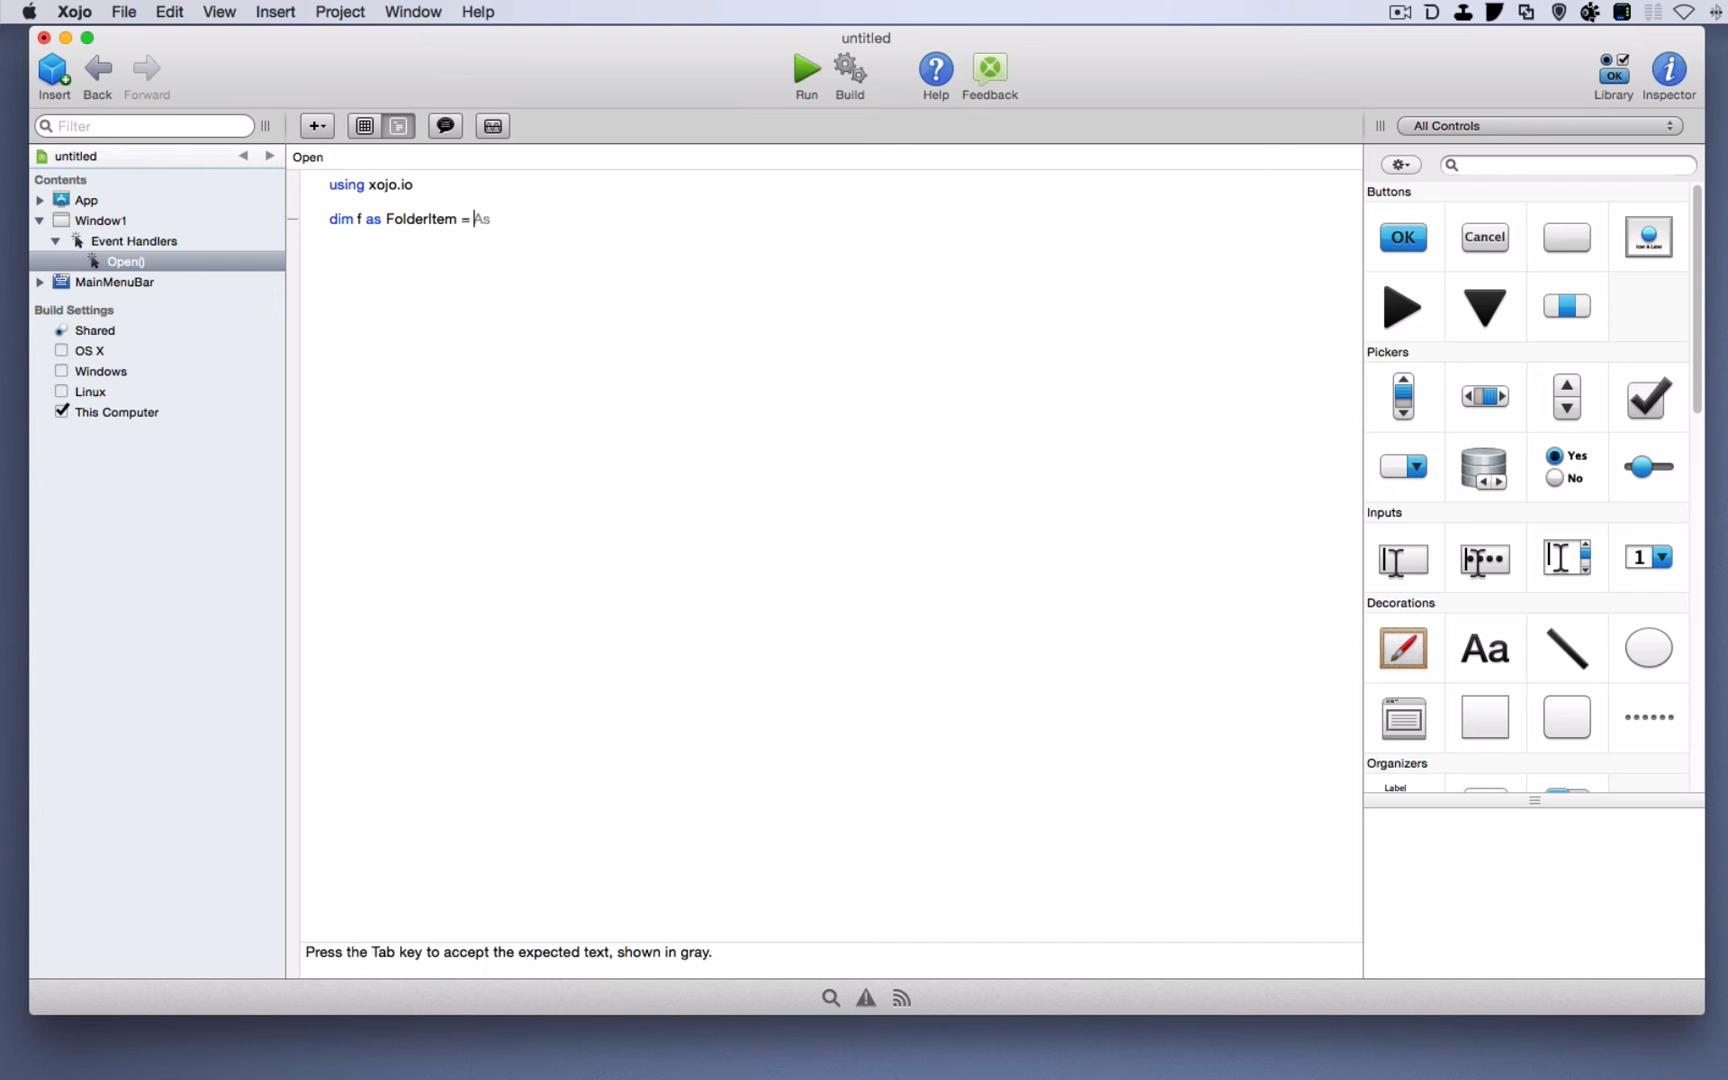 Xojo File Edit View Insert Project Window Help
untitled
Insert Back Forward Run Build Help Feedback Library Inspector
OK
Filter
All Controls
untitled
Open
Contents
App
Window1
Event Handlers
Open()
MainMenuBar
Build Settings
Shared
OS X
Windows
Linux
This Computer
using xojo.io
dim f as FolderItem = As
Press the Tab key to accept the expected text, shown in gray.
Buttons
OK Cancel
Pickers
Yes
No
Inputs
1
Decorations
Aa
Organizers
Label